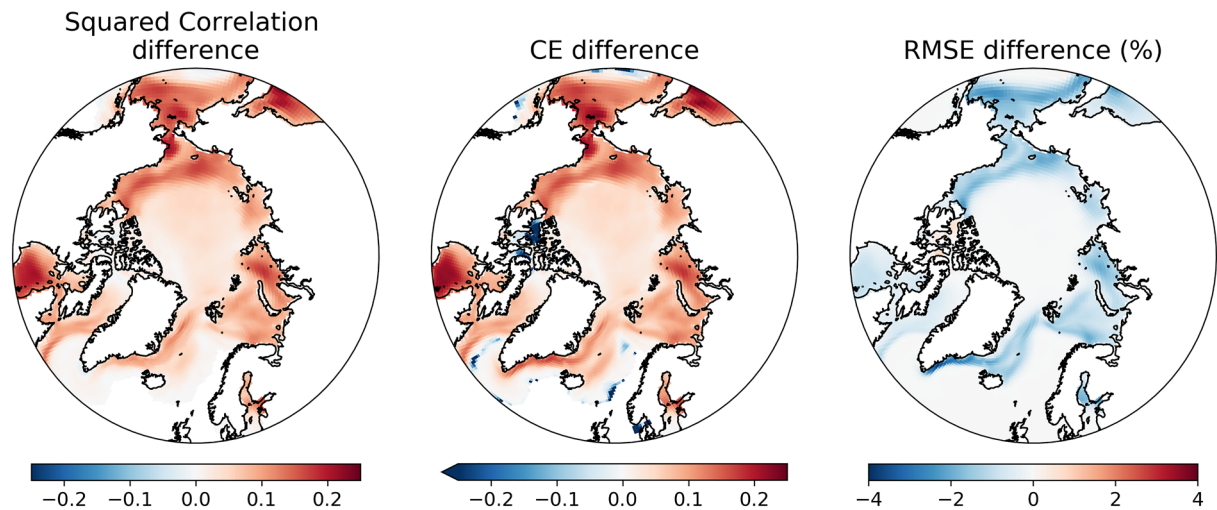 Squared Correlation
difference
CE difference
RMSE difference (%)
−0.2 −0.1 0.0 0.1 0.2
−0.2 −0.1 0.0 0.1 0.2
−4 −2 0 2 4